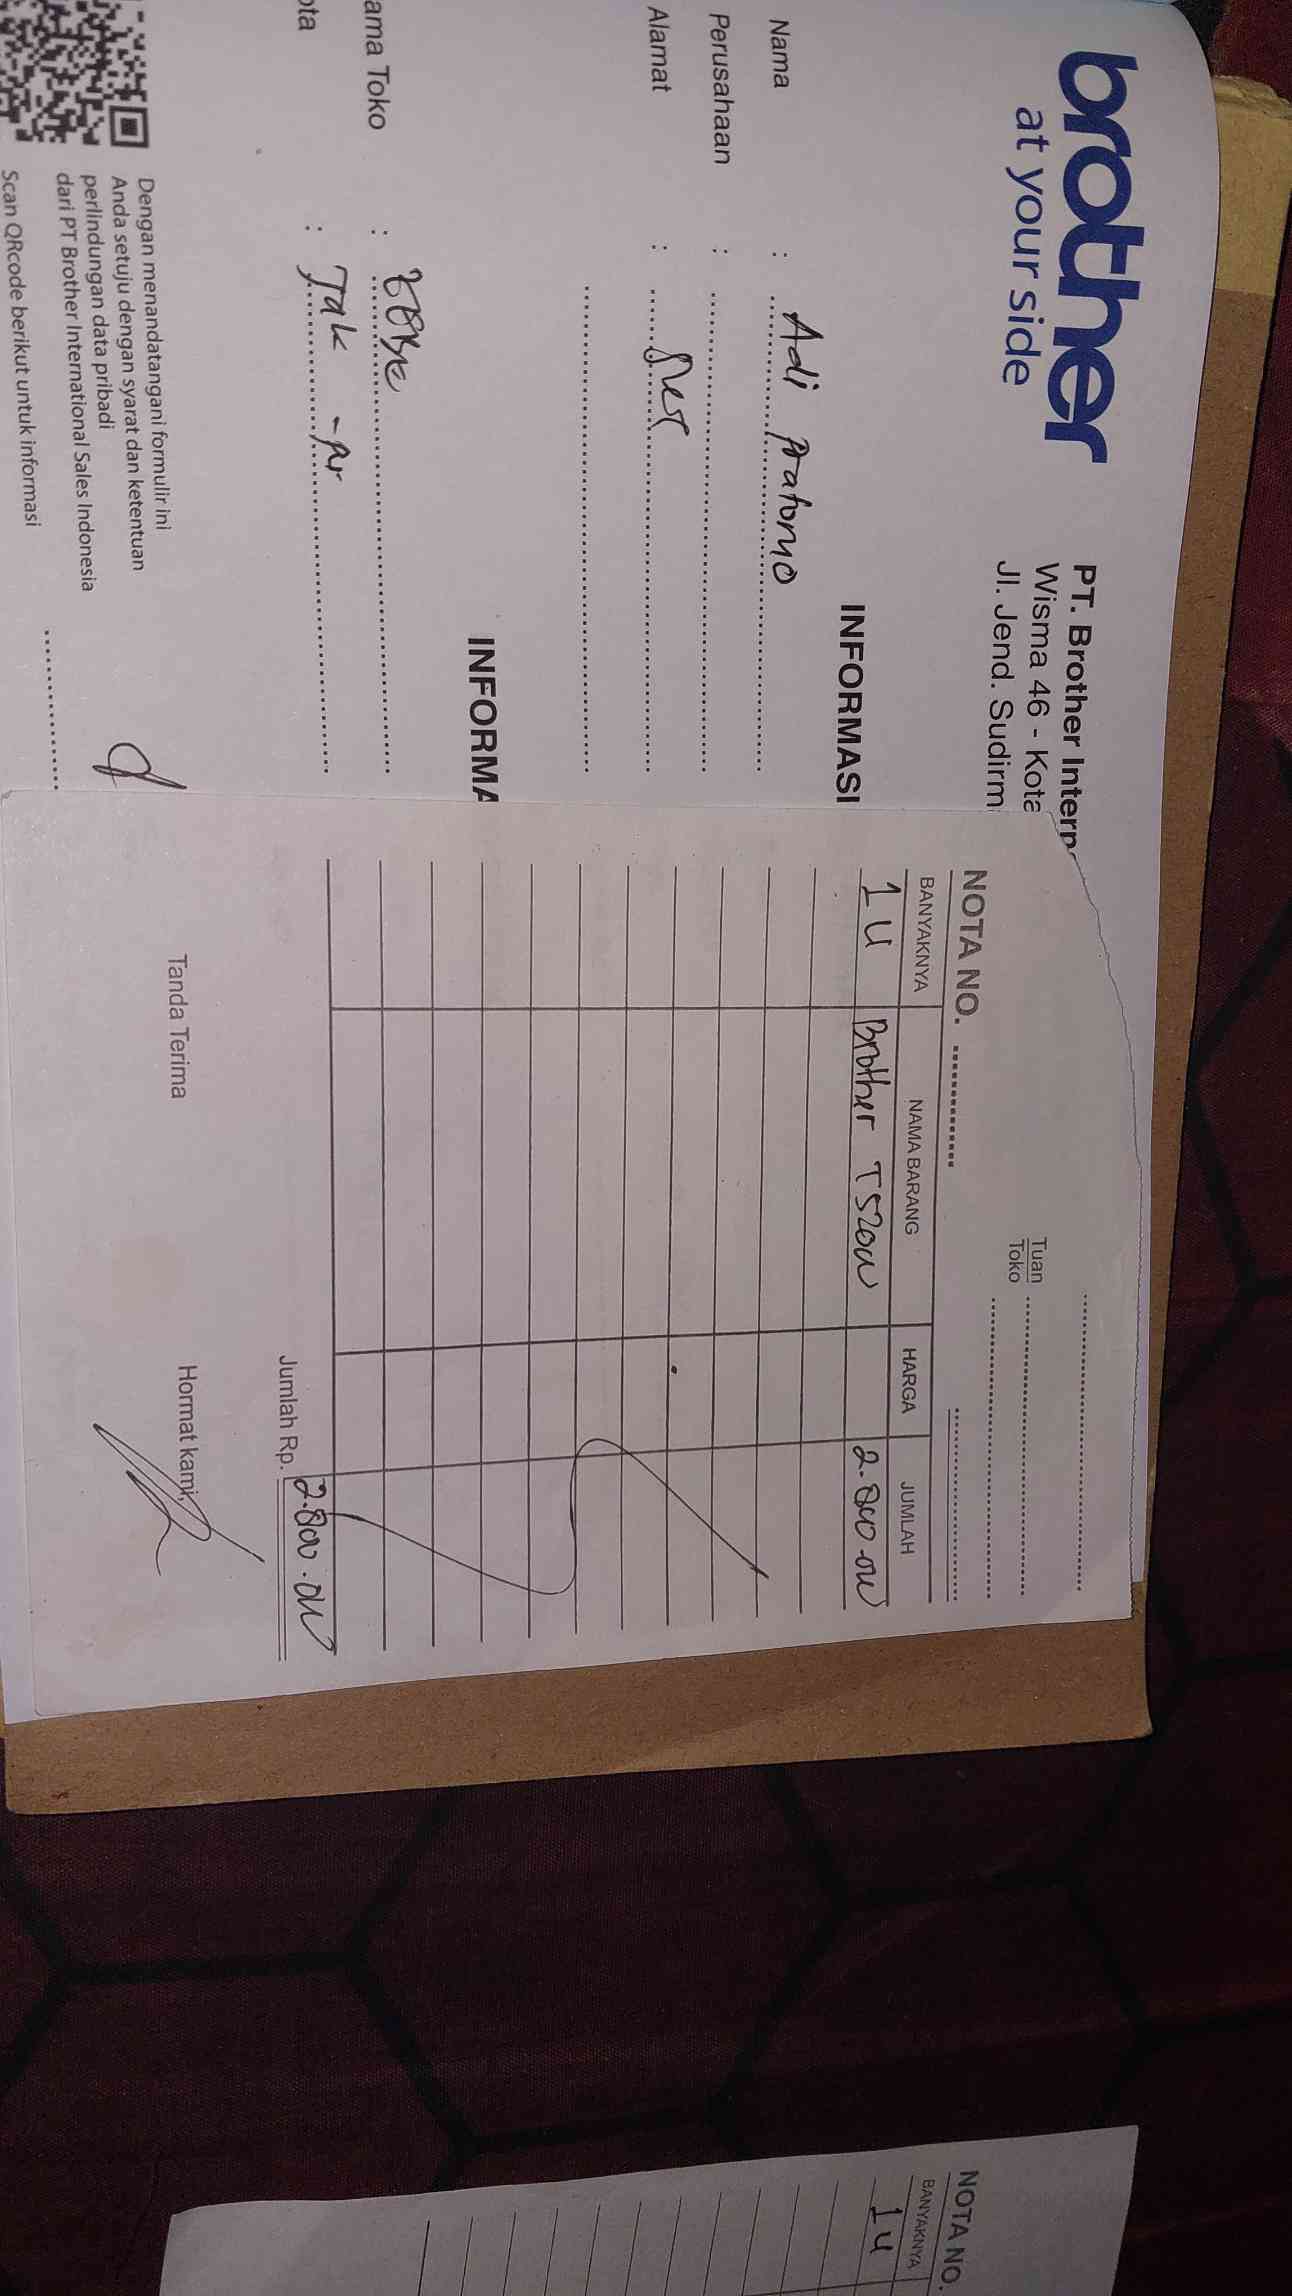 brother
at your side
PT. Brother Intern
Wisma 46 - Kota
Jl. Jend. Sudirm
INFORMASI
Nama : Adi Pratomo
Perusahaan :
Alamat :
INFORMA
ama Toko :
ota :
Dengan menandatangani formulir ini
Anda setuju dengan syarat dan ketentuan
perlindungan data pribadi
dari PT Brother International Sales Indonesia
Scan QRcode berikut untuk informasi
Tuan
Toko
NOTA NO.
BANYAKNYA NAMA BARANG HARGA JUMLAH
1 u Brother T520W 2.800.000
Jumlah Rp. 2.800.000
Tanda Terima Hormat kami,
NOTA NO.
BANYAKNYA
1 u